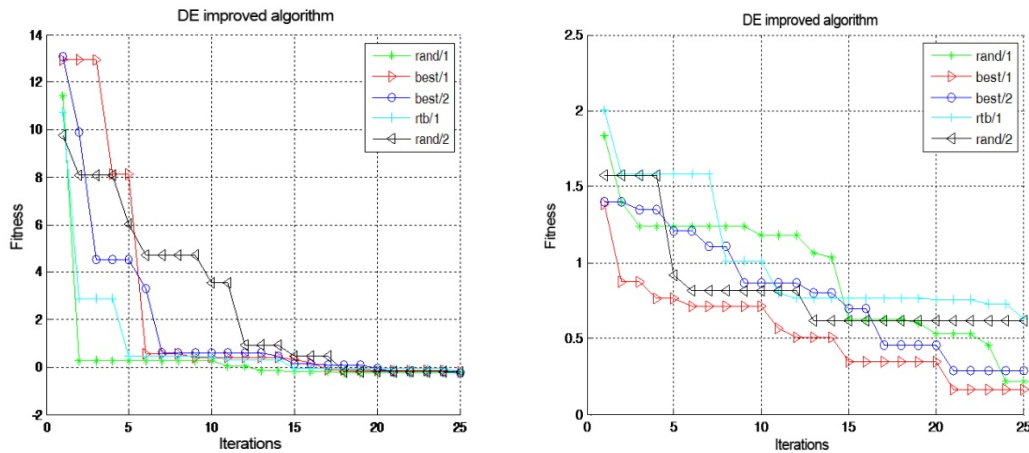 DE improved algorithm
14
12
10
8
6
4
2
0
-2
Fitness
0
5
10
15
20
25
Iterations
rand/1
best/1
best/2
rtb/1
rand/2
DE improved algorithm
2.5
2
1.5
1
0.5
0
Fitness
0
5
10
15
20
25
Iterations
rand/1
best/1
best/2
rtb/1
rand/2